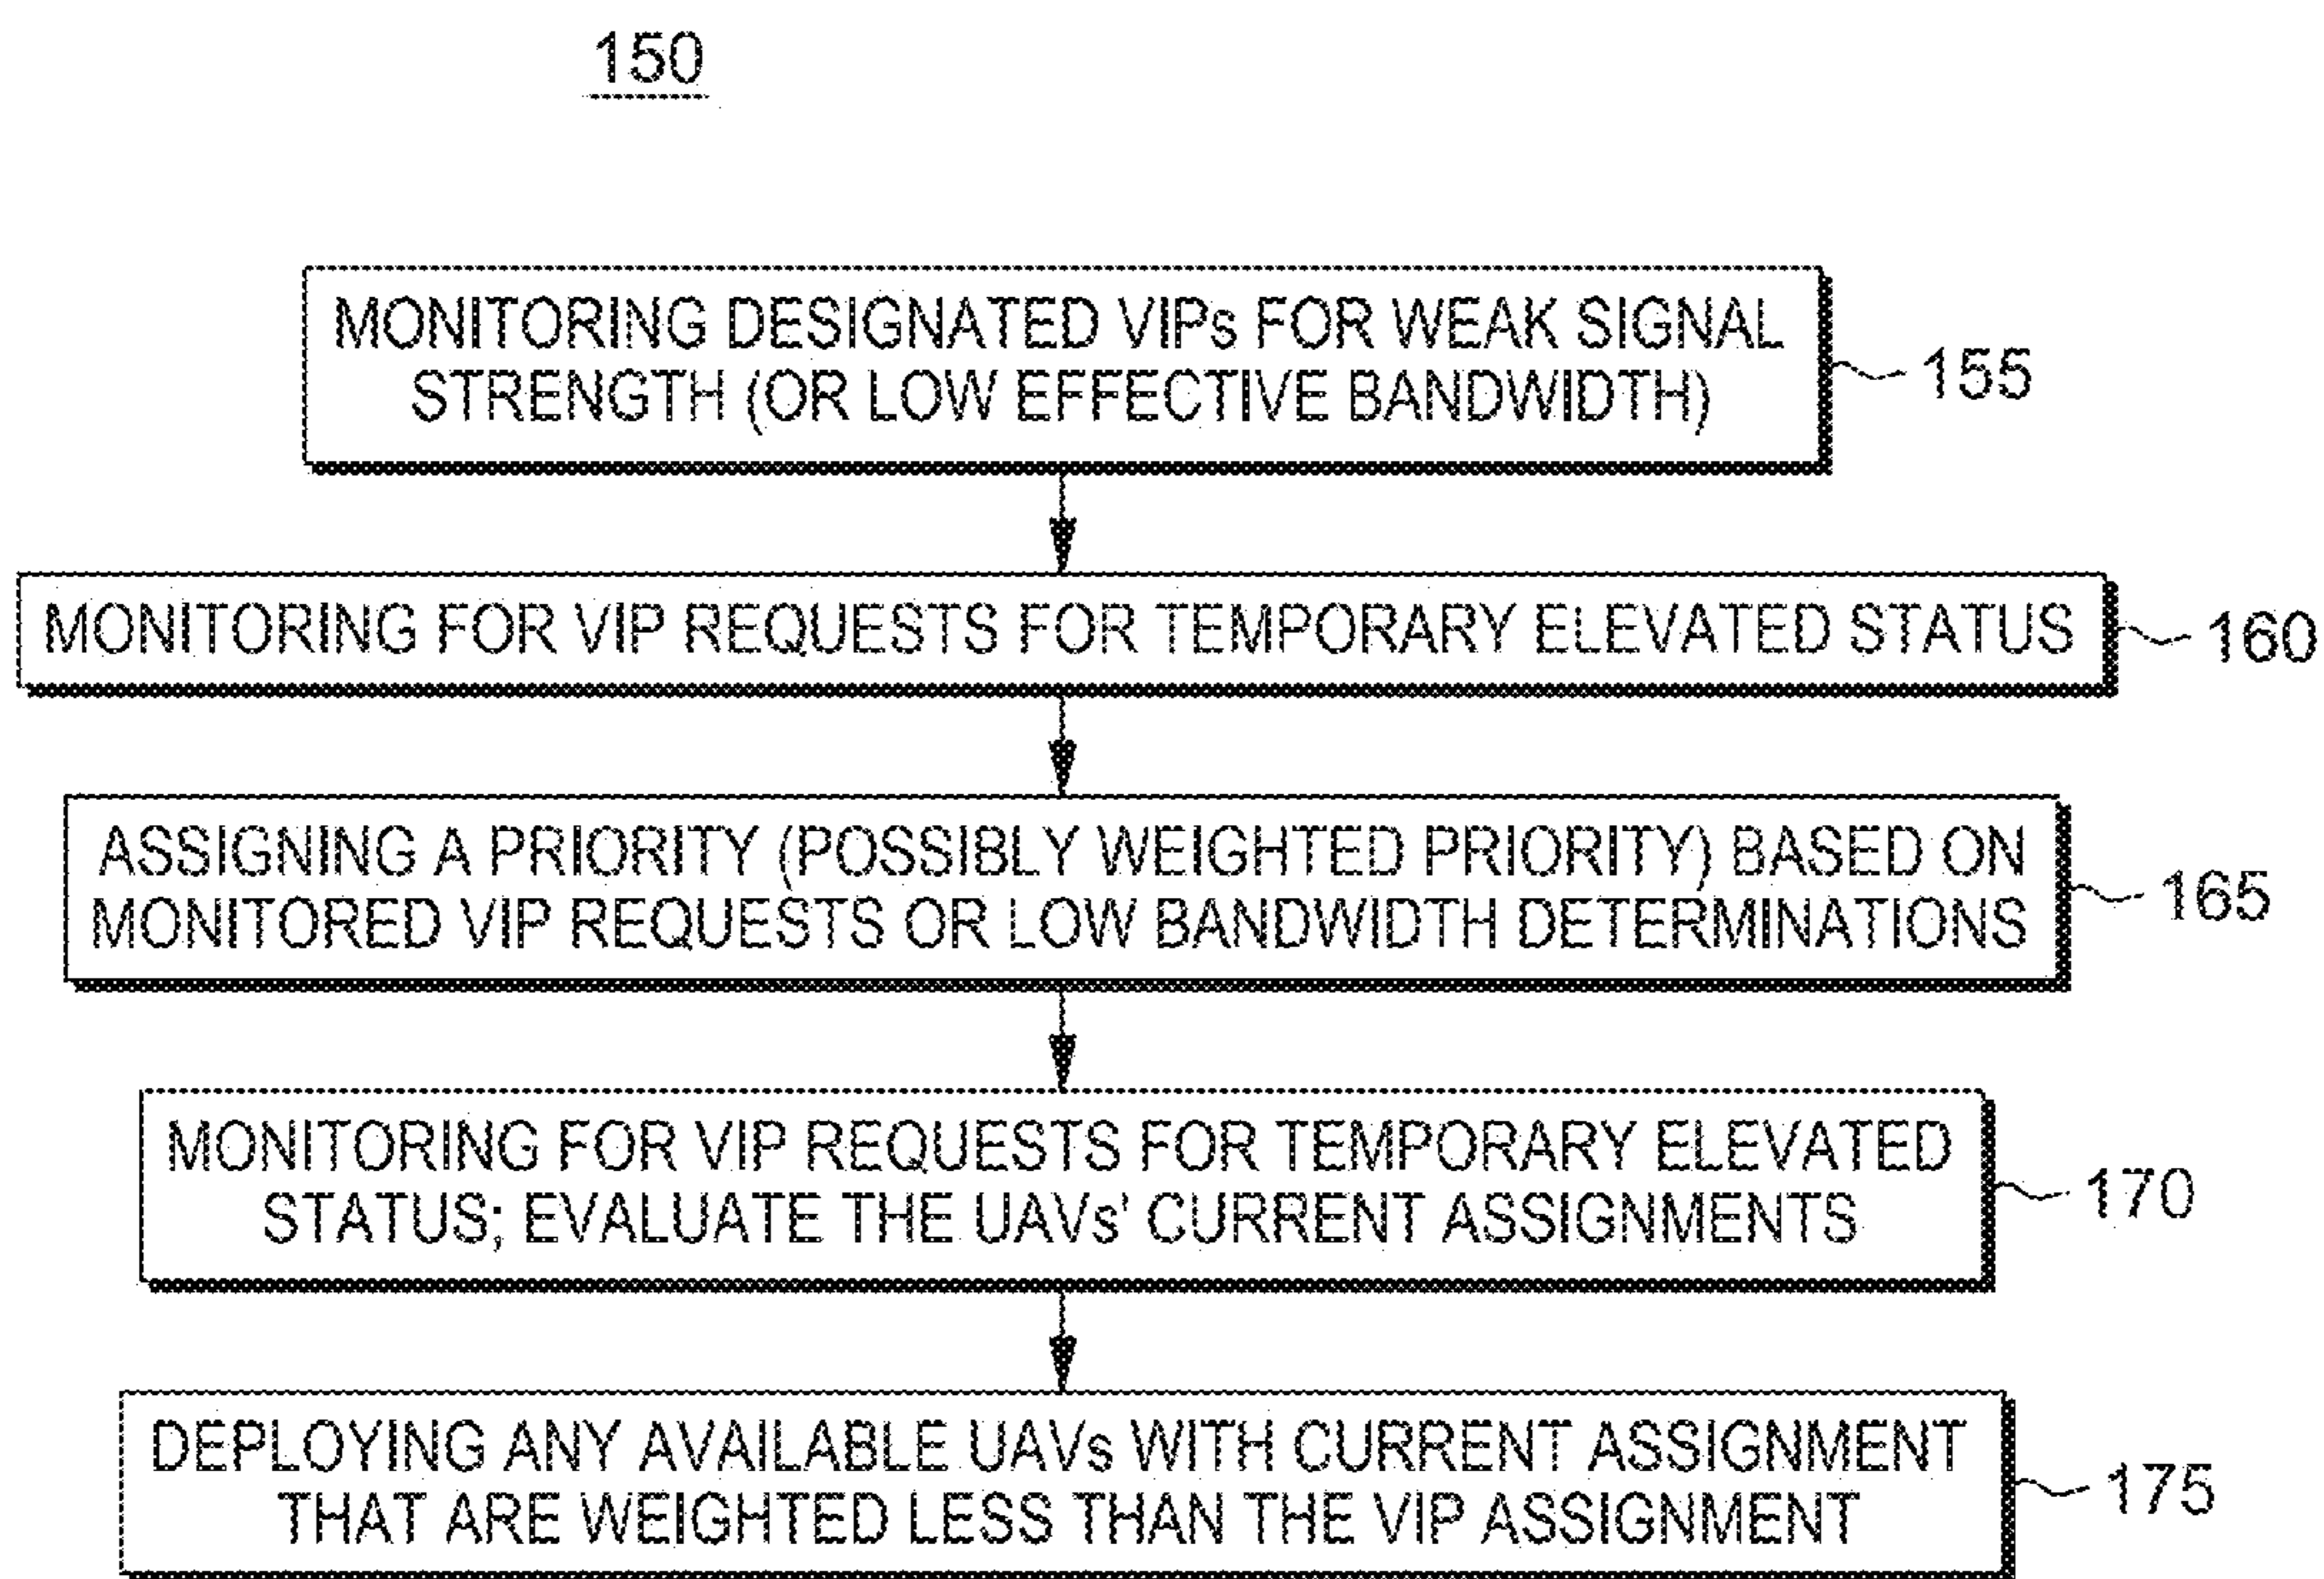 150
MONITORING DESIGNATED VIPs FOR WEAK SIGNAL
STRENGTH (OR LOW EFFECTIVE BANDWIDTH)
155
MONITORING FOR VIP REQUESTS FOR TEMPORARY ELEVATED STATUS
160
ASSIGNING A PRIORITY (POSSIBLY WEIGHTED PRIORITY) BASED ON
MONITORED VIP REQUESTS OR LOW BANDWIDTH DETERMINATIONS
165
MONITORING FOR VIP REQUESTS FOR TEMPORARY ELEVATED
STATUS; EVALUATE THE UAVs' CURRENT ASSIGNMENTS
170
DEPLOYING ANY AVAILABLE UAVs WITH CURRENT ASSIGNMENT
THAT ARE WEIGHTED LESS THAN THE VIP ASSIGNMENT
175